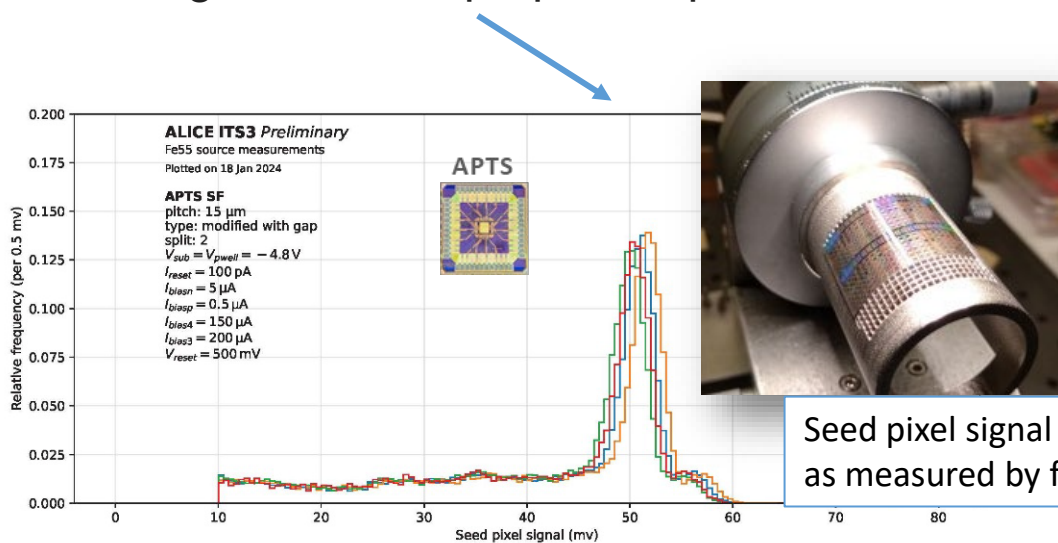 0.200
0.175
0.150
0.125
0.100
0.075
0.050
0.025
0.000
Relative frequency (per 0.5 mv)
ALICE ITS3 Preliminary
Fe55 source measurements
Plotted on 18 Jan 2024
APTS SF
pitch: 15 μm
type: modified with gap
split: 2
V_sub = V_pwell = −4.8 V
I_reset = 100 pA
I_biasn = 5 μA
I_biasp = 0.5 μA
I_bias4 = 150 μA
I_bias3 = 200 μA
V_reset = 500 mV
APTS
Seed pixel signal
as measured by f
0 10 20 30 40 50 60 70 80
Seed pixel signal (mv)